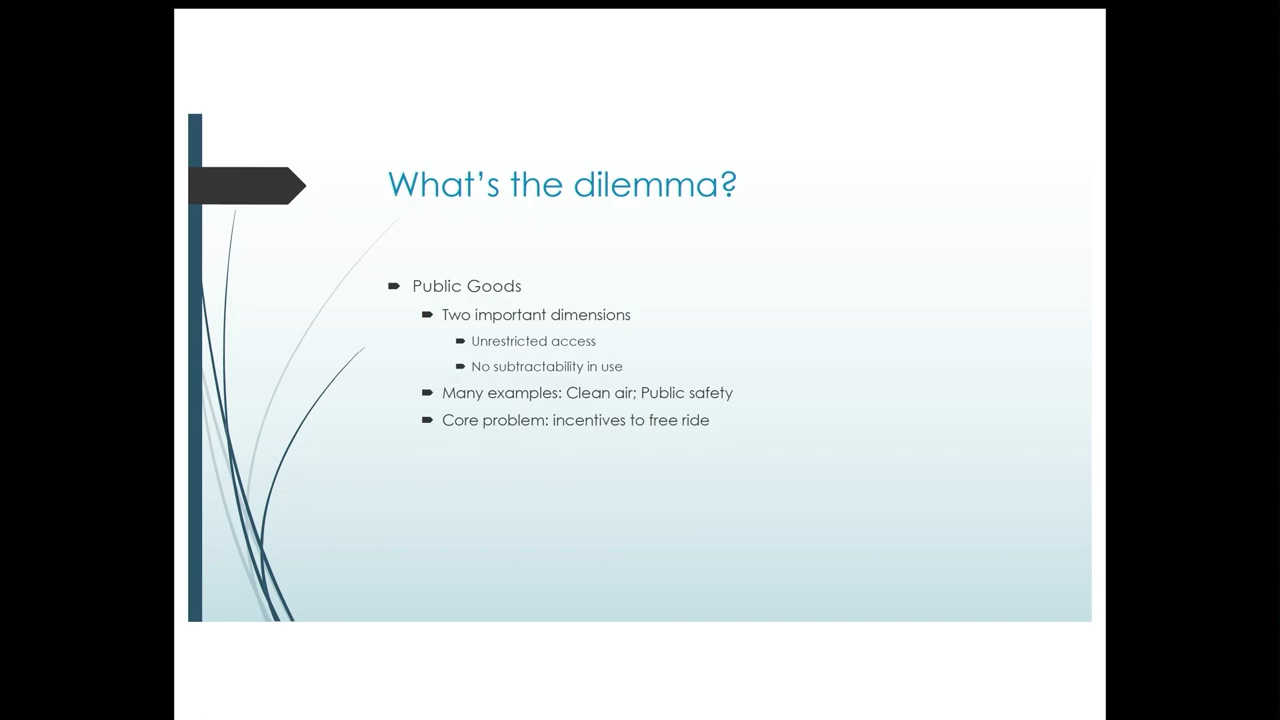 What's the dilemma?
Public Goods
Two important dimensions
Unrestricted access
No subtractability in use
Many examples: Clean air; Public safety
Core problem: incentives to free ride